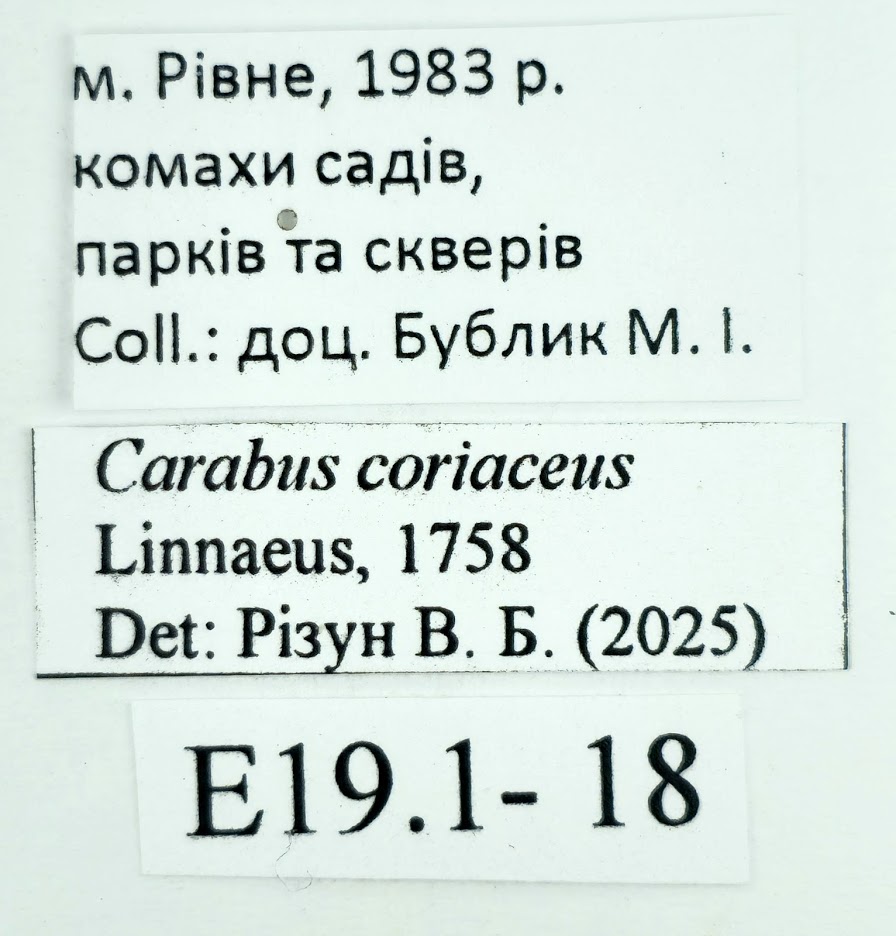 м. Рівне, 1983 р.
комахи садів,
парків та скверів
Coll.: доц. Бублик М. І.
Carabus coriaceus
Linnaeus, 1758
Det: Різун В. Б. (2025)
E19.1- 18